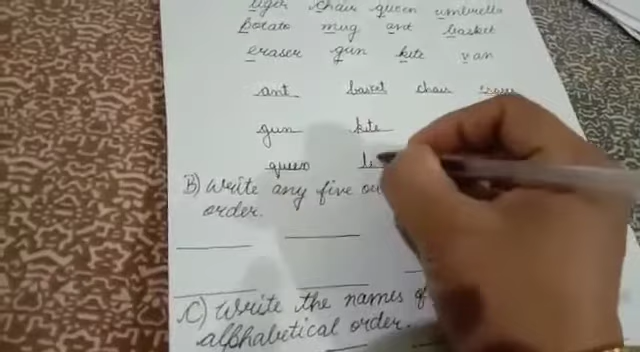 tiger chair queen umbrella
potato mug ant basket
eraser gun kite van
ant basket chair
gun kite
queen
B) Write any five
order.
C) Write the names of
alphabetical order.